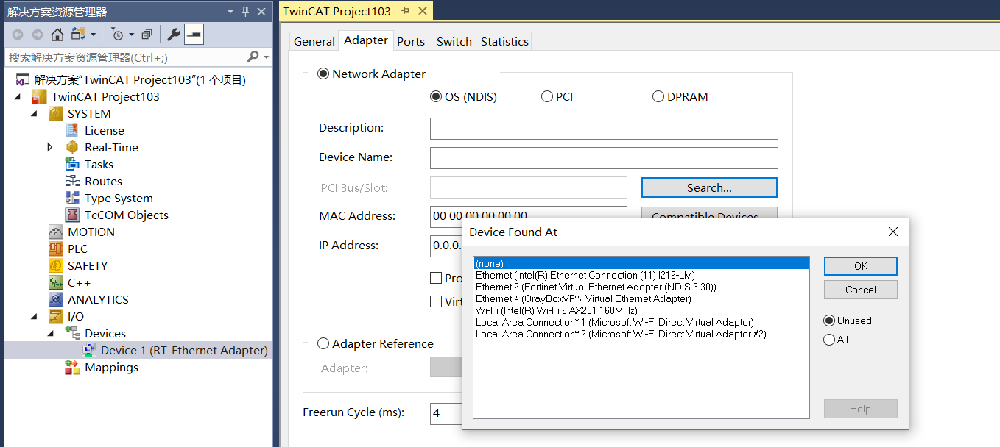 解决方案资源管理器
搜索解决方案资源管理器(Ctrl+;)
解决方案"TwinCAT Project103"(1 个项目)
TwinCAT Project103
SYSTEM
License
Real-Time
Tasks
Routes
Type System
TcCOM Objects
MOTION
PLC
SAFETY
C++
ANALYTICS
I/O
Devices
Device 1 (RT-Ethernet Adapter)
Mappings
TwinCAT Project103
General Adapter Ports Switch Statistics
Network Adapter
OS (NDIS) PCI DPRAM
Description:
Device Name:
PCI Bus/Slot: Search...
MAC Address: 00 00 00 00 00 00 Compatible Devices...
IP Address: 0.0.0.
Adapter Reference
Adapter:
Freerun Cycle (ms): 4
Device Found At
(none)
Ethernet (Intel(R) Ethernet Connection (11) I219-LM)
Ethernet 2 (Fortinet Virtual Ethernet Adapter (NDIS 6.30))
Ethernet 4 (OrayBoxVPN Virtual Ethernet Adapter)
Wi-Fi (Intel(R) Wi-Fi 6 AX201 160MHz)
Local Area Connection* 1 (Microsoft Wi-Fi Direct Virtual Adapter)
Local Area Connection* 2 (Microsoft Wi-Fi Direct Virtual Adapter #2)
OK
Cancel
Unused
All
Help